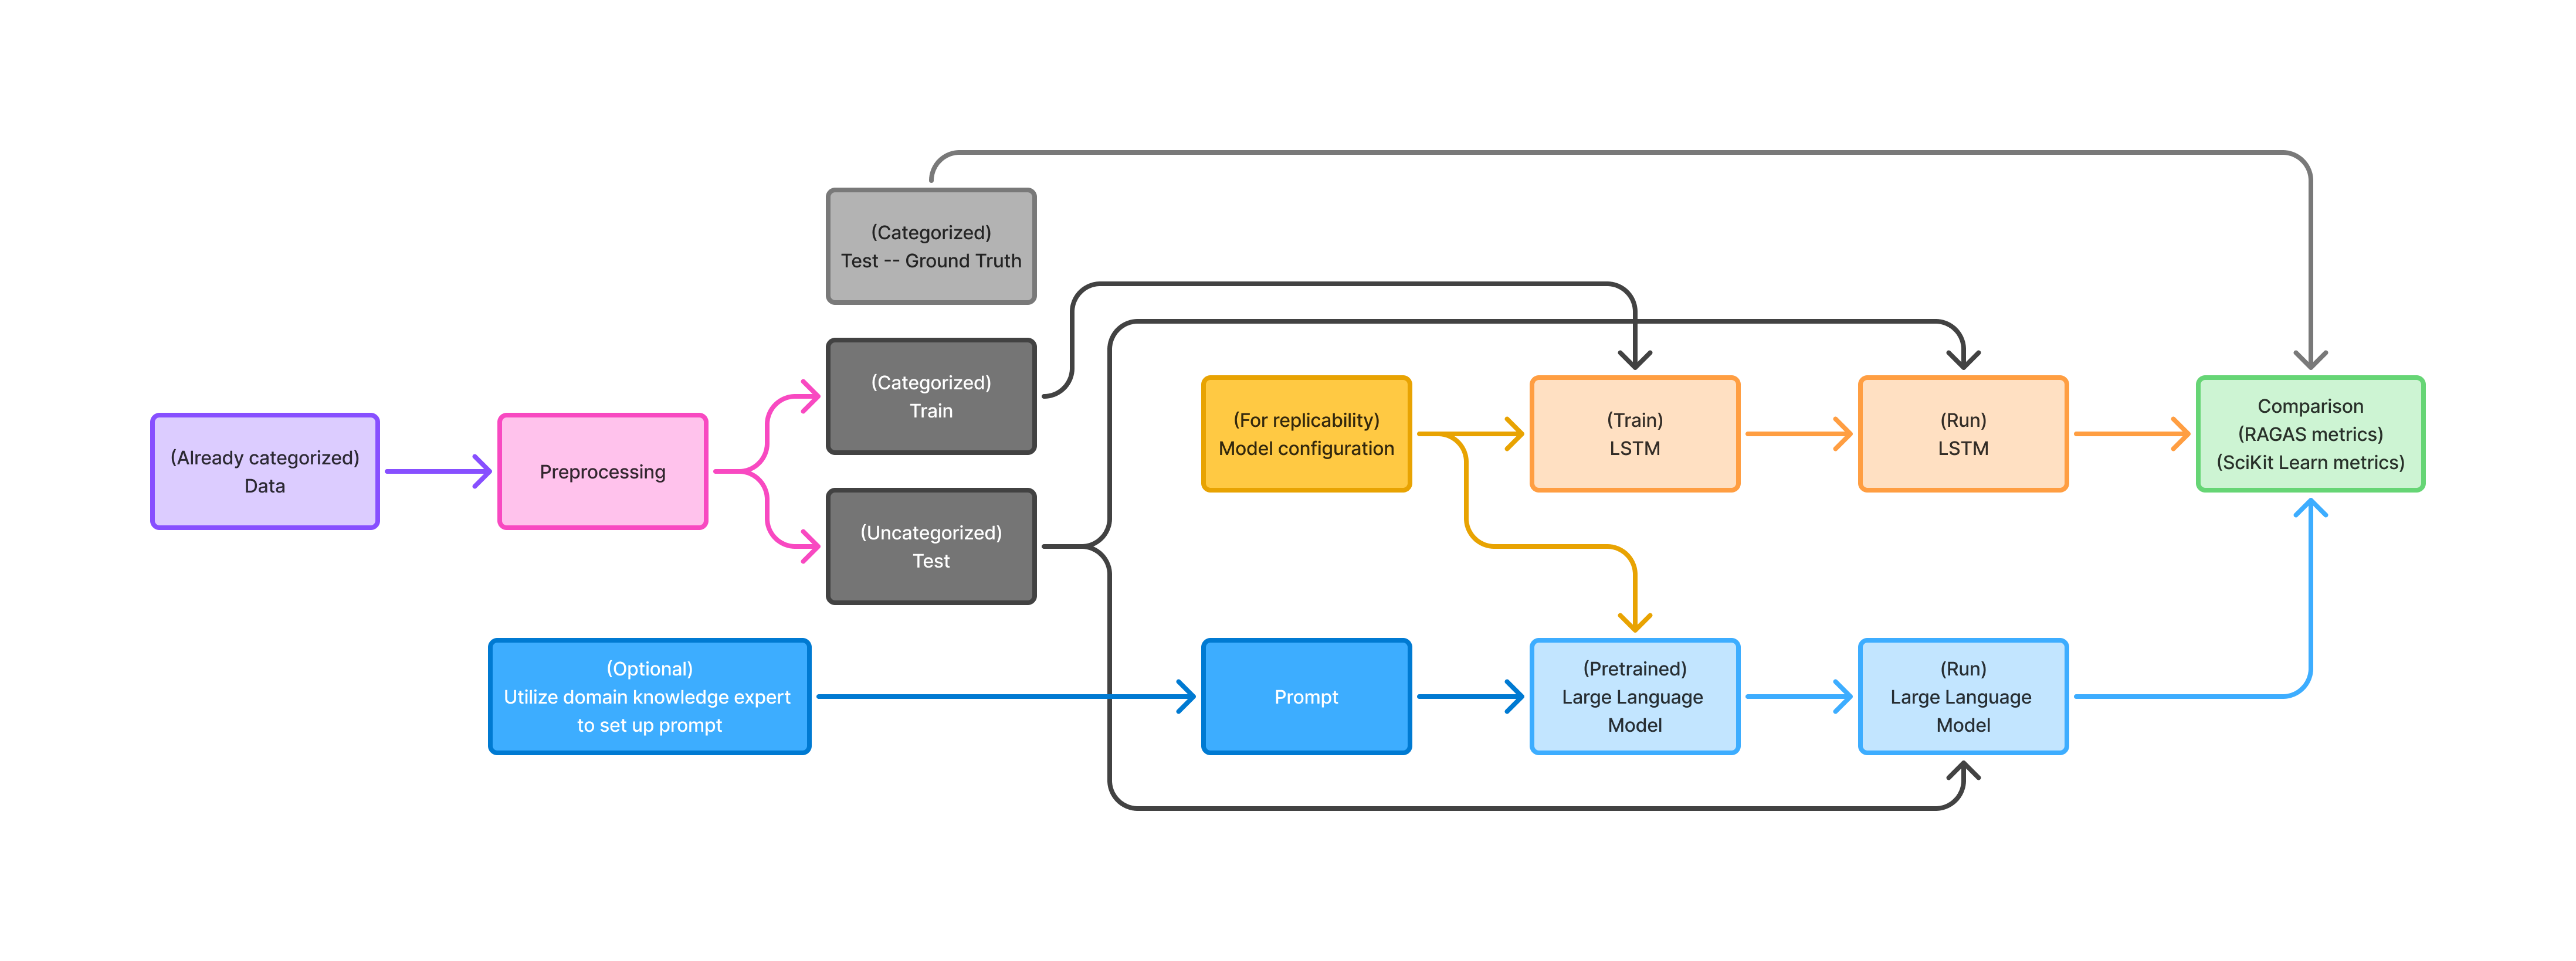 (Categorized)
Test -- Ground Truth
(Categorized)
Train
(Already categorized)
Data
Preprocessing
(Uncategorized)
Test
(For replicability)
Model configuration
(Train)
LSTM
(Run)
LSTM
Comparison
(RAGAS metrics)
(SciKit Learn metrics)
(Optional)
Utilize domain knowledge expert
to set up prompt
Prompt
(Pretrained)
Large Language
Model
(Run)
Large Language
Model